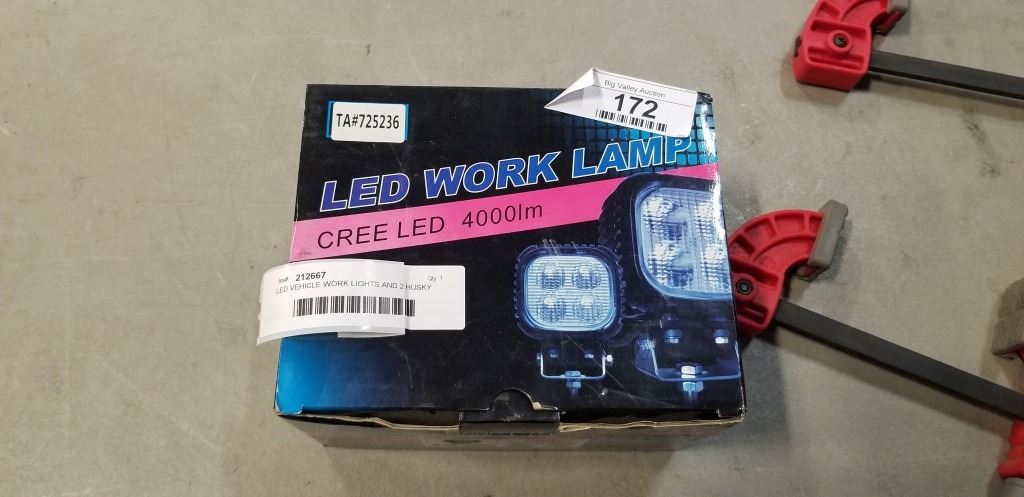 Big Valley Auction
172
TA#725236
LED WORK LAMP
CREE LED 4000lm
Inv#: 212667 Qty: 1
LED VEHICLE WORK LIGHTS AND 2 HUSKY